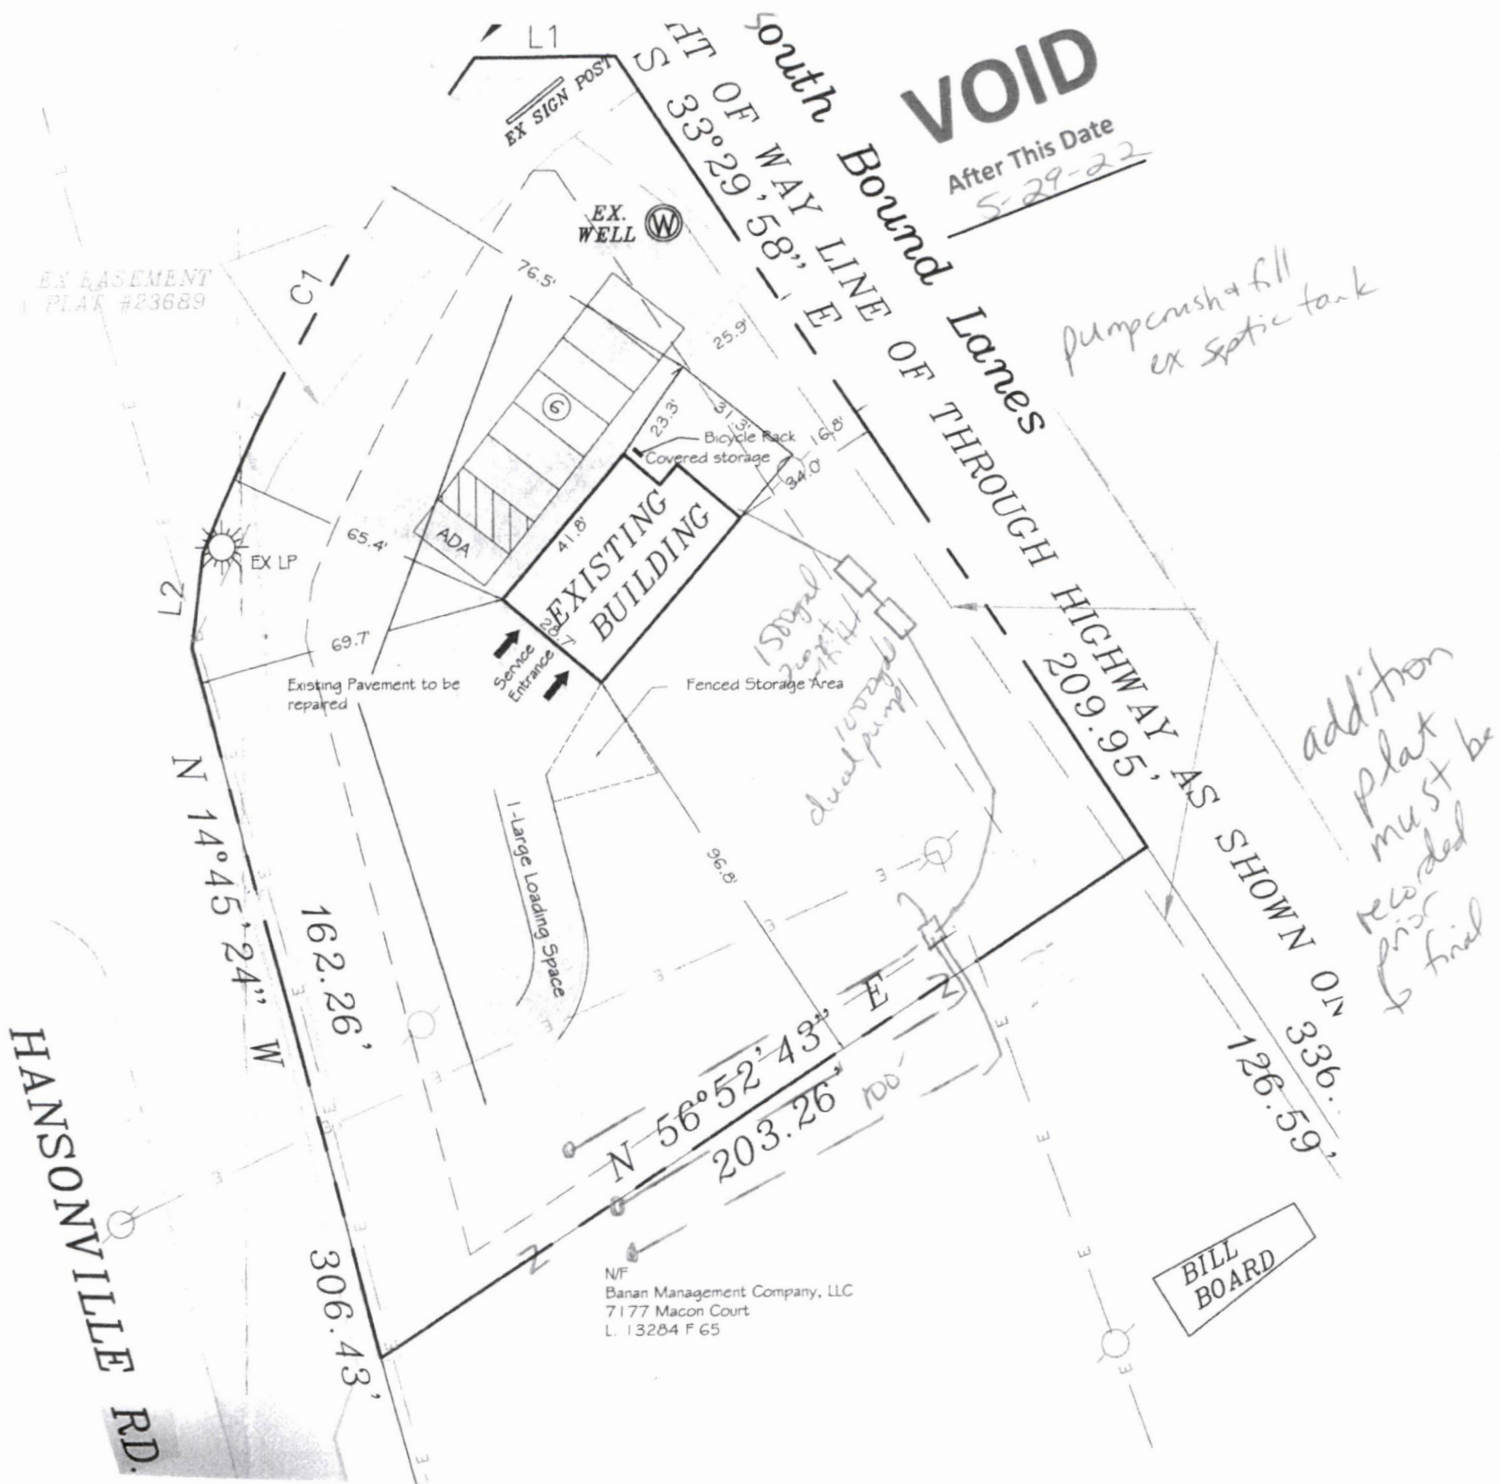 L1
EX SIGN POST
South Bound Lanes
HT OF WAY LINE OF THROUGH HIGHWAY AS SHOWN ON
S 33°29'58" E
209.95'
VOID
After This Date
5-29-22
EX. WELL
W
EX EASEMENT
PLAT #23689
C1
76.5'
25.9'
pump crush & fill
ex septic tank
6
23.3'
31.3'
16.8'
34.0'
Bicycle Rack
Covered storage
ADA
41.8'
EXISTING
BUILDING
65.4'
EX LP
L2
69.7'
Service
Entrance
Existing Pavement to be
repaired
Fenced Storage Area
1500gal
dual pump
addition
plat
must be
recorded
prior
to final
N 14°45'24" W
162.26'
306.43'
1-Large Loading Space
96.8'
N 56°52'43" E
203.26'
100'
336.
126.59'
HANSONVILLE RD.
N/F
Banan Management Company, LLC
7177 Macon Court
L. 13284 F 65
BILL
BOARD